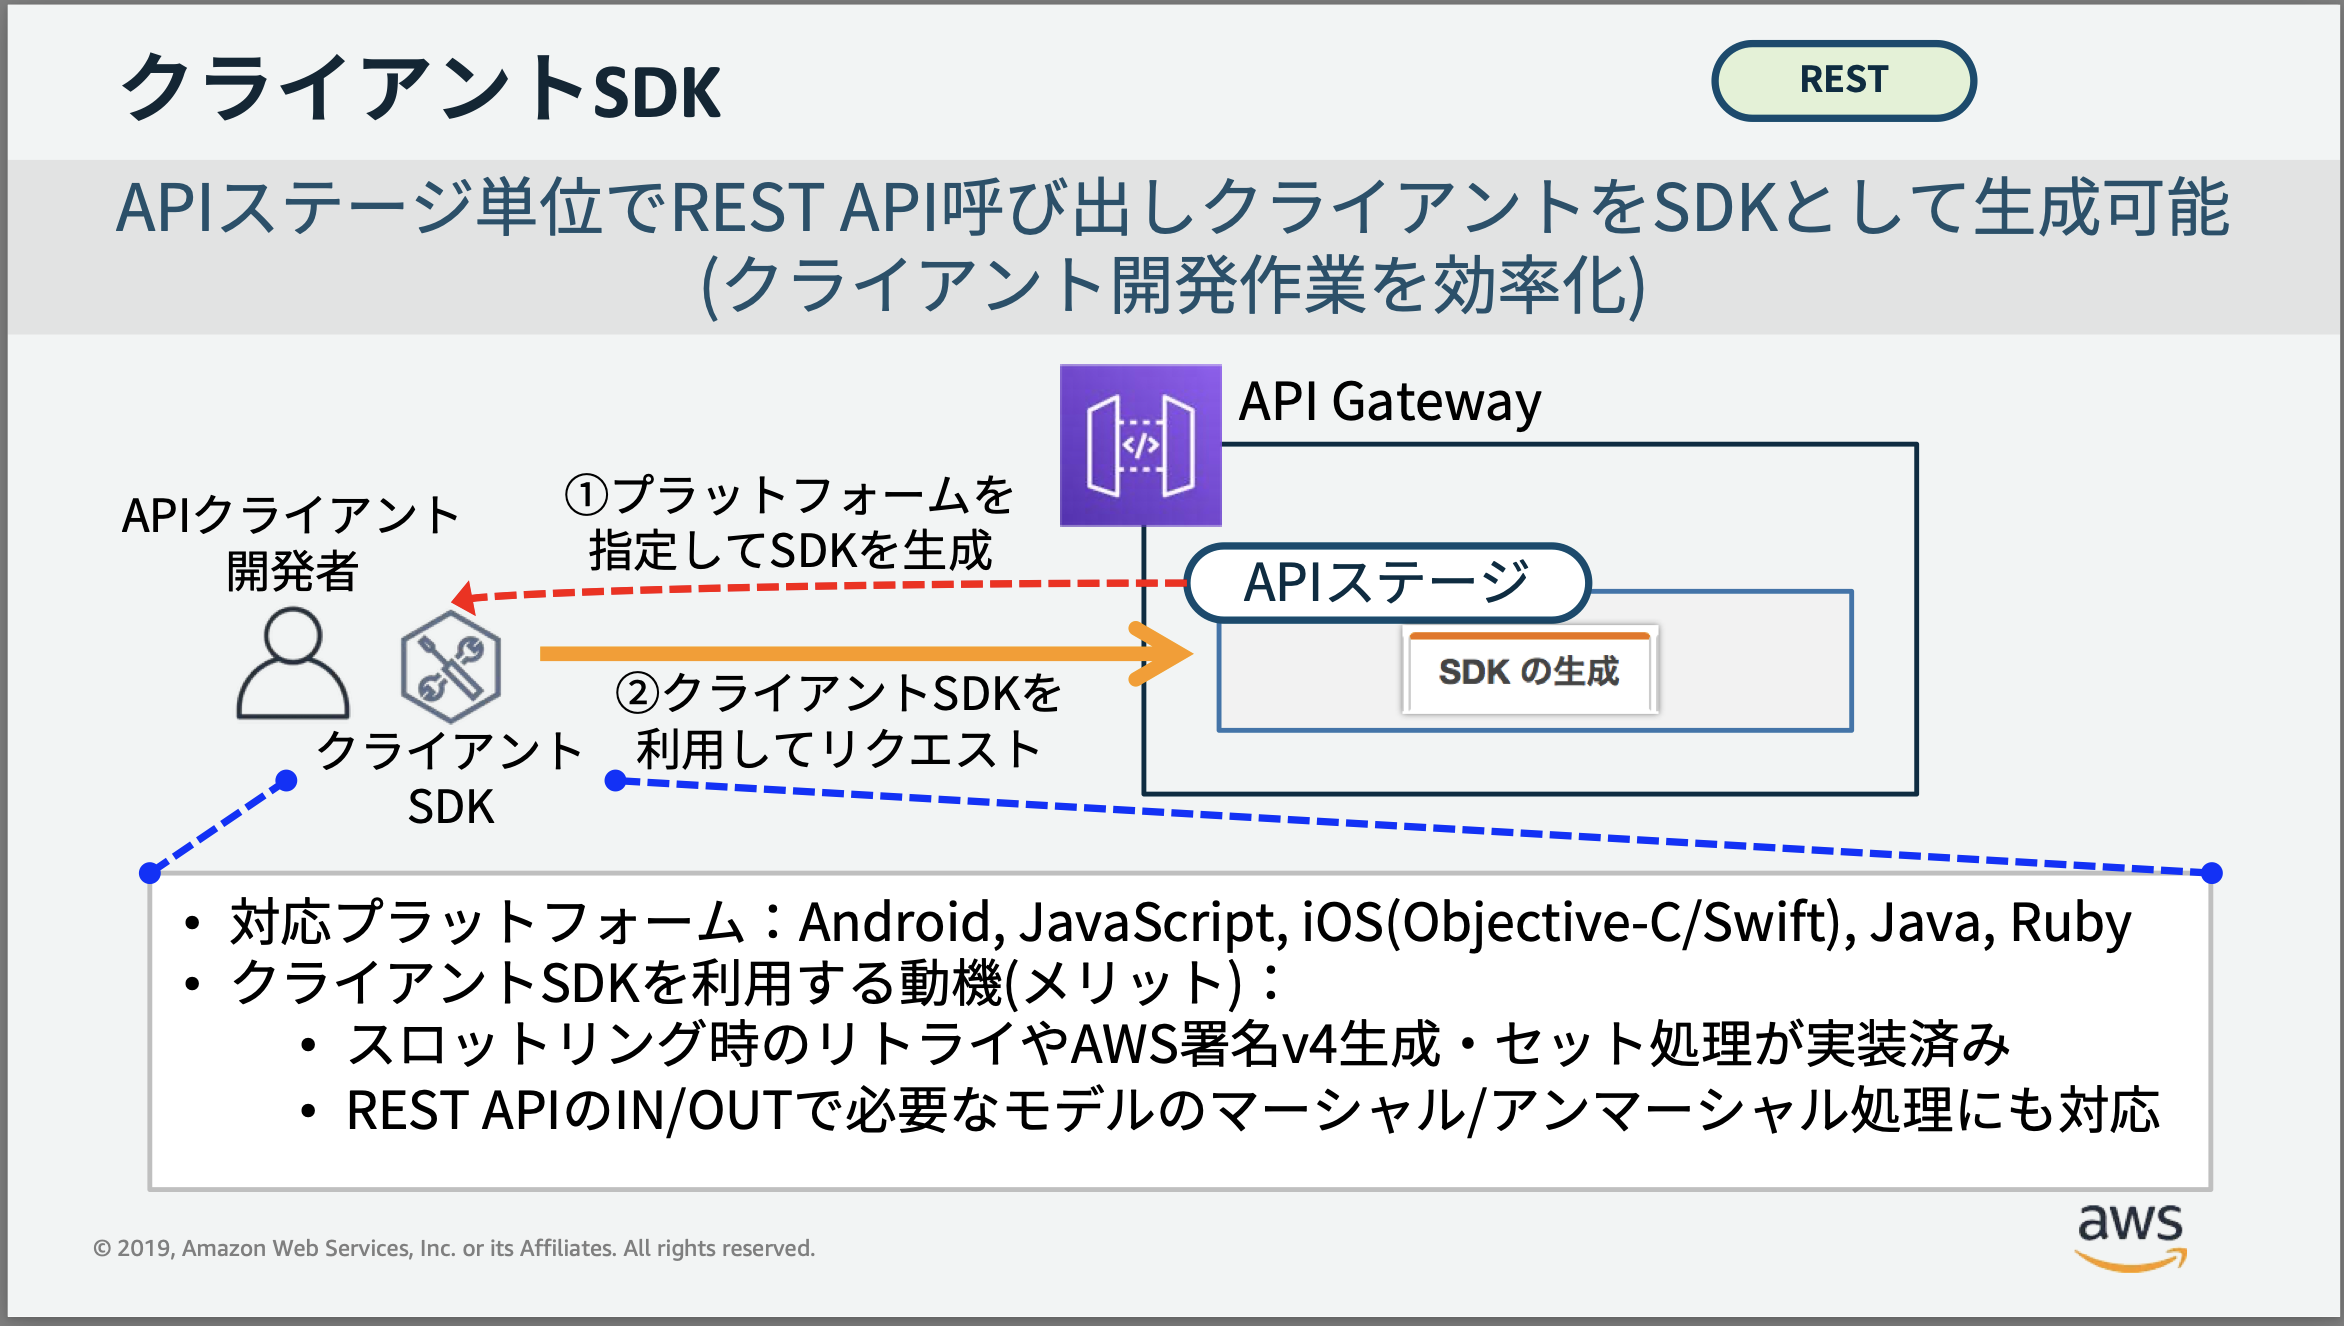 クライアントSDK
REST
APIステージ単位でREST API呼び出しクライアントをSDKとして生成可能
(クライアント開発作業を効率化)
API Gateway
APIクライアント
開発者
①プラットフォームを
指定してSDKを生成
APIステージ
</>
SDK の生成
②クライアントSDKを
利用してリクエスト
クライアント
SDK
• 対応プラットフォーム：Android, JavaScript, iOS(Objective-C/Swift), Java, Ruby
• クライアントSDKを利用する動機(メリット)：
• スロットリング時のリトライやAWS署名v4生成・セット処理が実装済み
• REST APIのIN/OUTで必要なモデルのマーシャル/アンマーシャル処理にも対応
© 2019, Amazon Web Services, Inc. or its Affiliates. All rights reserved.
aws